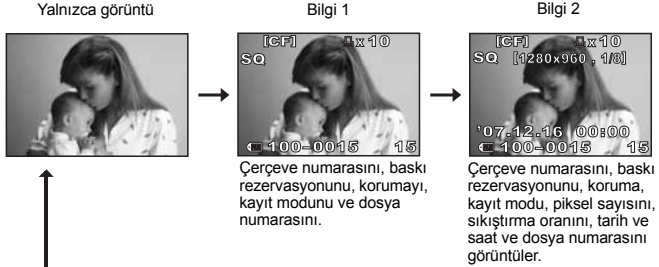 Yalnızca görüntü
Bilgi 1
Bilgi 2
[CF] x 10
SQ
100-0015 15
[CF] x 10
SQ [1280x960 , 1/8]
'07.12.16 00:00
100-0015 15
Çerçeve numarasını, baskı
rezervasyonunu, korumayı,
kayıt modunu ve dosya
numarasını.
Çerçeve numarasını, baskı
rezervasyonunu, koruma,
kayıt modu, piksel sayısını,
sıkıştırma oranını, tarih ve
saat ve dosya numarasını
görüntüler.